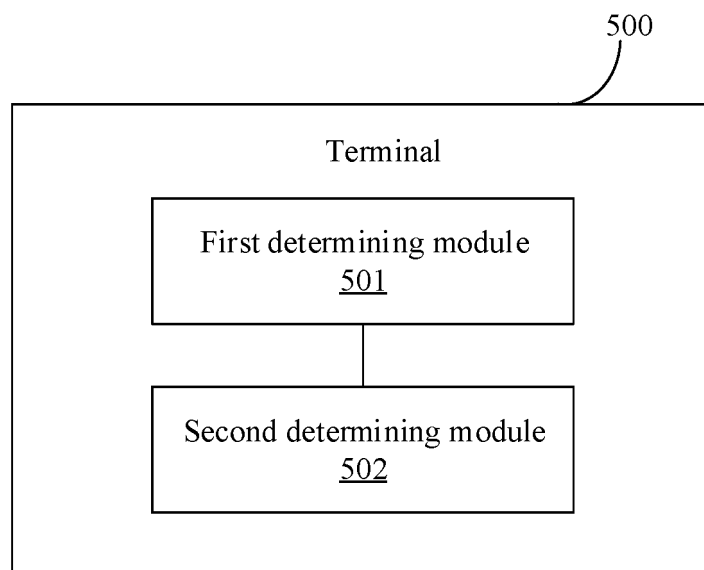 500
Terminal
First determining module
501
Second determining module
502